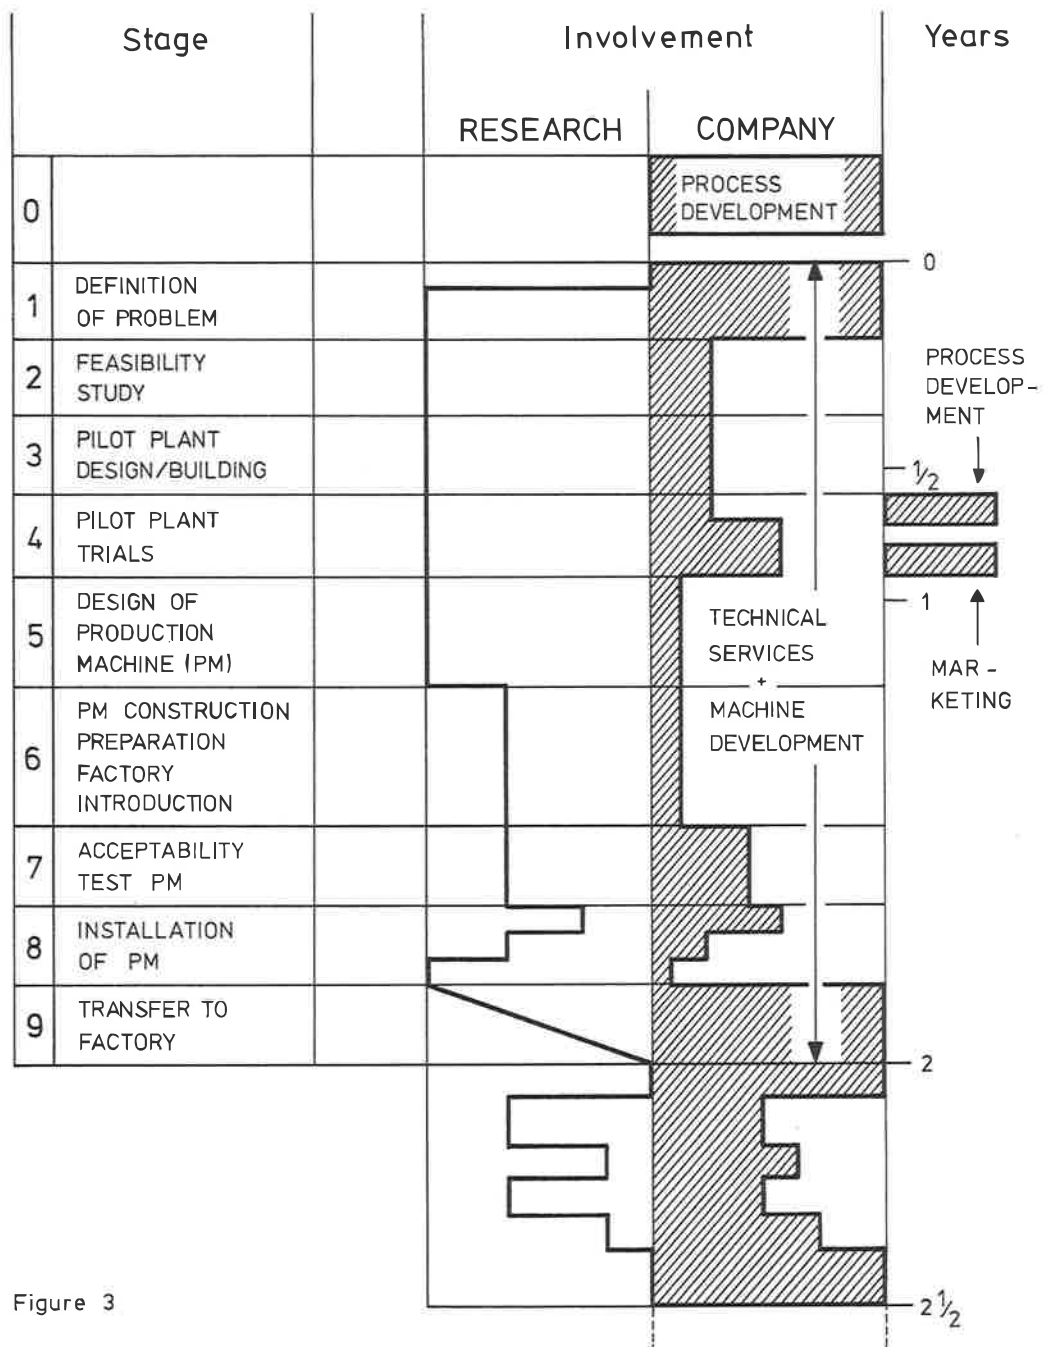 Stage
Involvement
Years
RESEARCH
COMPANY
0
PROCESS
DEVELOPMENT
0
1
DEFINITION
OF PROBLEM
2
FEASIBILITY
STUDY
PROCESS
DEVELOP-
MENT
3
PILOT PLANT
DESIGN/BUILDING
1/2
4
PILOT PLANT
TRIALS
1
5
DESIGN OF
PRODUCTION
MACHINE (PM)
TECHNICAL
SERVICES
+
MACHINE
DEVELOPMENT
MAR-
KETING
6
PM CONSTRUCTION
PREPARATION
FACTORY
INTRODUCTION
7
ACCEPTABILITY
TEST PM
8
INSTALLATION
OF PM
9
TRANSFER TO
FACTORY
2
2 1/2
Figure 3